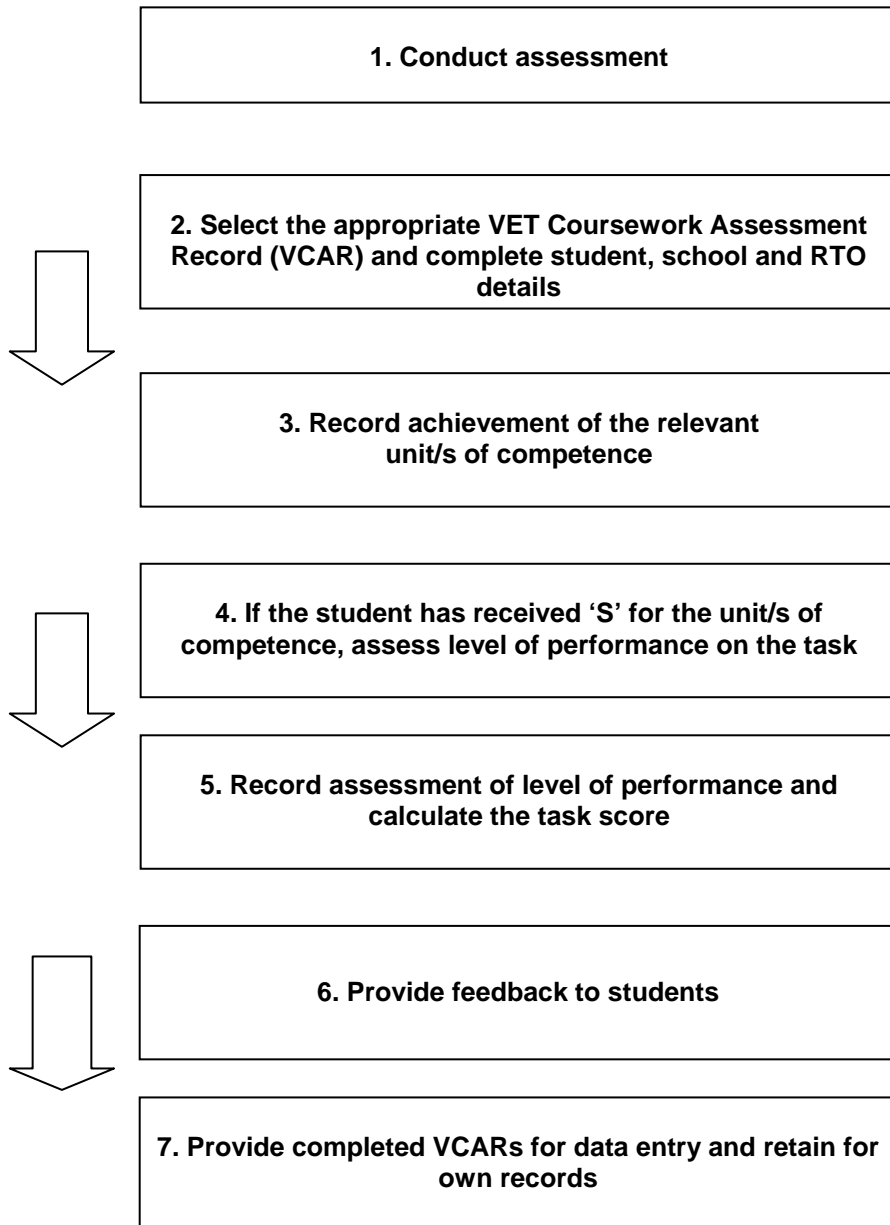 1. Conduct assessment
2. Select the appropriate VET Coursework Assessment
Record (VCAR) and complete student, school and RTO
details
3. Record achievement of the relevant
unit/s of competence
4. If the student has received ‘S’ for the unit/s of
competence, assess level of performance on the task
5. Record assessment of level of performance and
calculate the task score
6. Provide feedback to students
7. Provide completed VCARs for data entry and retain for
own records